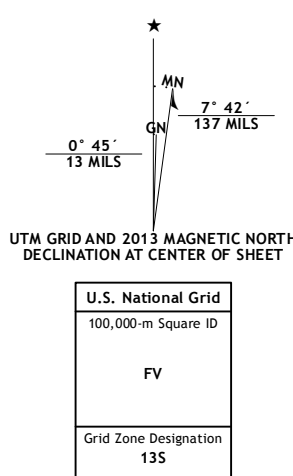 ★
MN
GN
7° 42´
137 MILS
0° 45´
13 MILS
UTM GRID AND 2013 MAGNETIC NORTH
DECLINATION AT CENTER OF SHEET
U.S. National Grid
100,000-m Square ID
FV
Grid Zone Designation
13S